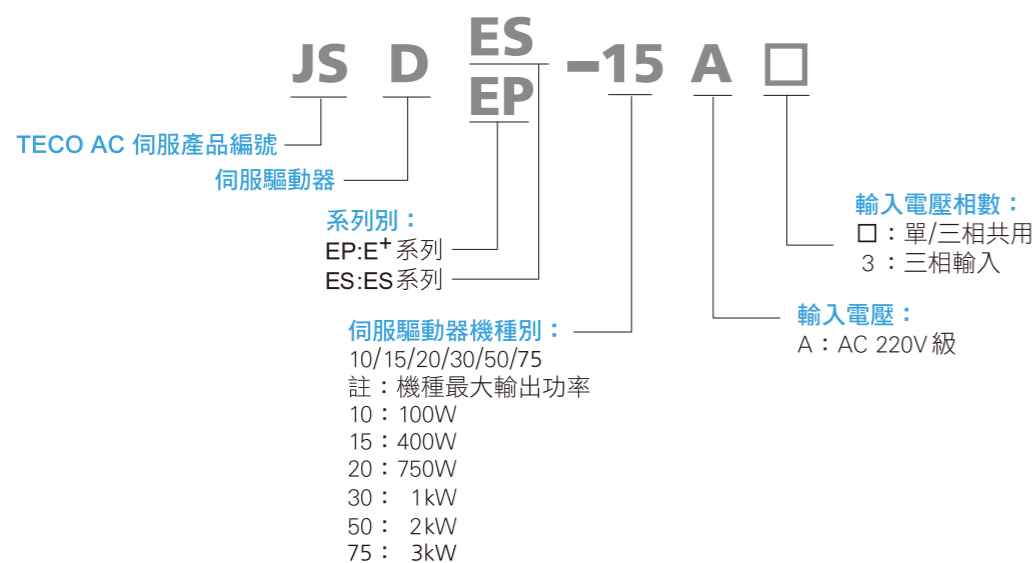 JS D ES EP -15 A □
TECO AC 伺服產品編號
伺服驅動器
系列別：
EP:E+系列
ES:ES系列
伺服驅動器機種別：
10/15/20/30/50/75
註：機種最大輸出功率
10：100W
15：400W
20：750W
30： 1kW
50： 2kW
75： 3kW
輸入電壓：
A：AC 220V級
輸入電壓相數：
□：單/三相共用
3：三相輸入